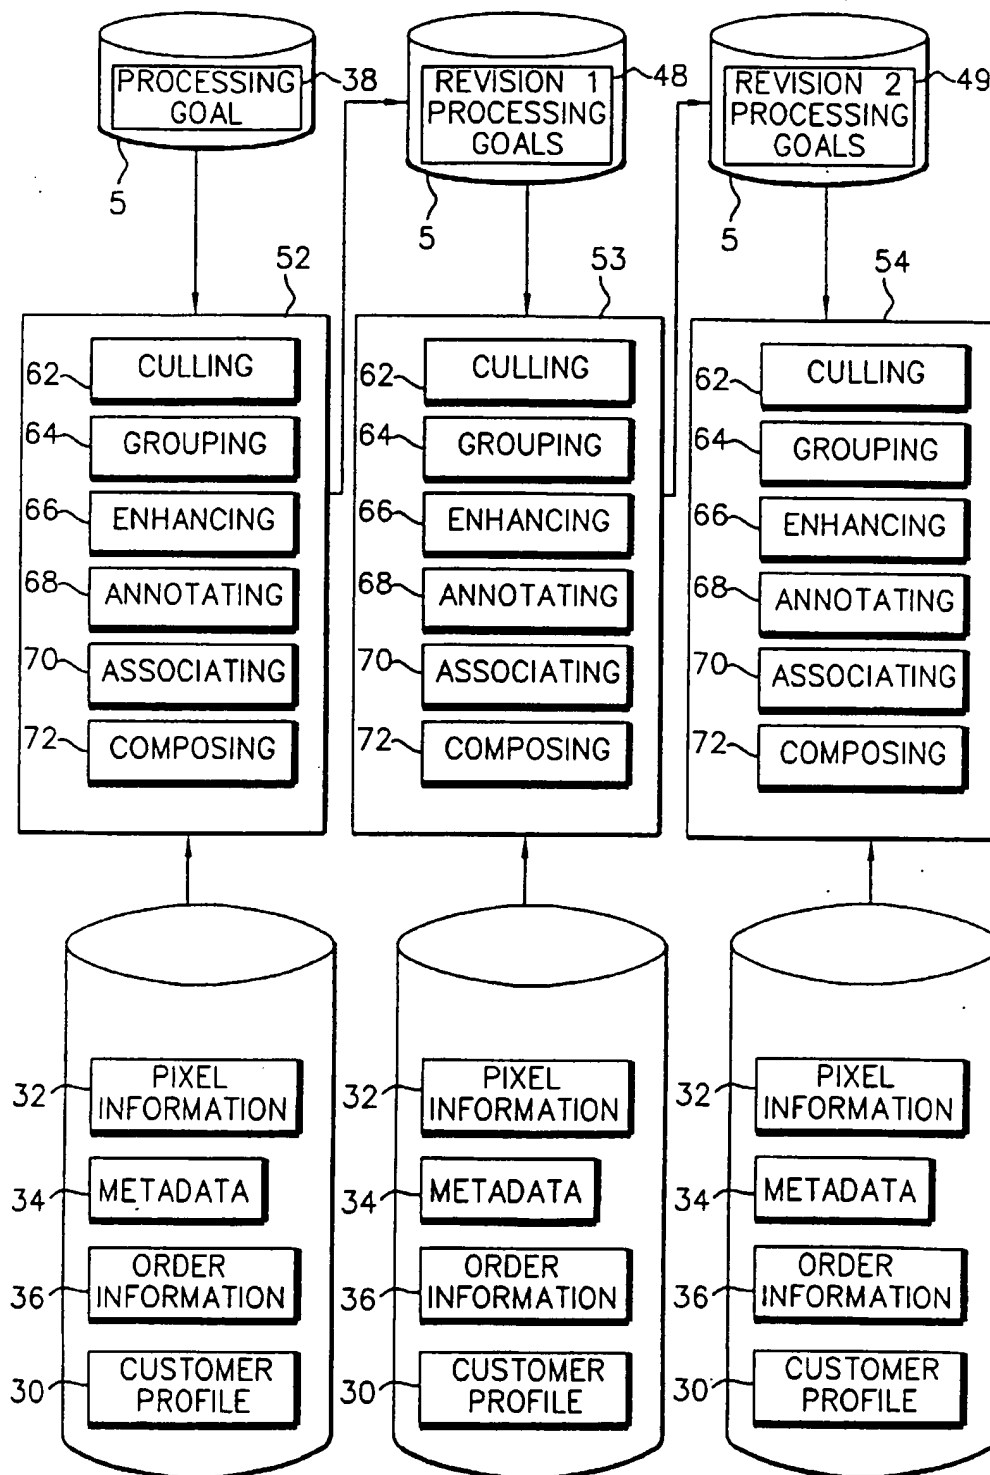 PROCESSING
GOAL
38
5
REVISION 1
PROCESSING
GOALS
48
5
REVISION 2
PROCESSING
GOALS
49
5
52
62 CULLING
64 GROUPING
66 ENHANCING
68 ANNOTATING
70 ASSOCIATING
72 COMPOSING
53
62 CULLING
64 GROUPING
66 ENHANCING
68 ANNOTATING
70 ASSOCIATING
72 COMPOSING
54
62 CULLING
64 GROUPING
66 ENHANCING
68 ANNOTATING
70 ASSOCIATING
72 COMPOSING
32 PIXEL
INFORMATION
34 METADATA
36 ORDER
INFORMATION
30 CUSTOMER
PROFILE
32 PIXEL
INFORMATION
34 METADATA
36 ORDER
INFORMATION
30 CUSTOMER
PROFILE
32 PIXEL
INFORMATION
34 METADATA
36 ORDER
INFORMATION
30 CUSTOMER
PROFILE